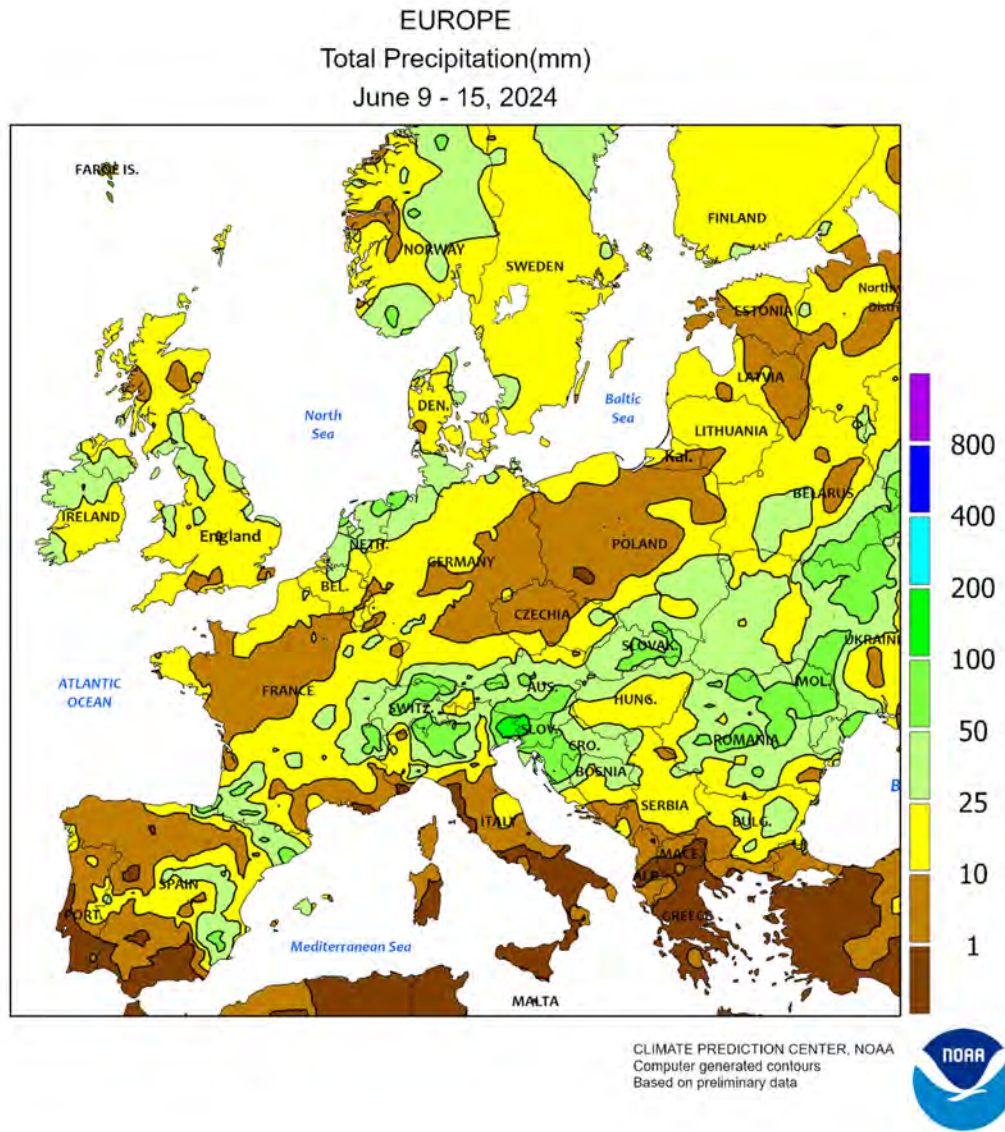 EUROPE
Total Precipitation(mm)
June 9 - 15, 2024
FAROE IS.
FINLAND
NORWAY
SWEDEN
ESTONIA
LATVIA
North
Sea
DEN.
Baltic
Sea
LITHUANIA
Kal.
BELARUS
IRELAND
England
NETR.
GERMANY
POLAND
BEL.
CZECHIA
SLOVAK.
UKRAINE
ATLANTIC
OCEAN
FRANCE
AUS.
MOL.
SWITZ.
HUNG.
SLOV.
CRO.
ROMANIA
BOSNIA
B
SERBIA
ITALY
BULG.
MACE.
ALB.
SPAIN
PORT.
GREECE
Mediterranean Sea
MALTA
800
400
200
100
50
25
10
1
CLIMATE PREDICTION CENTER, NOAA
Computer generated contours
Based on preliminary data
NOAA